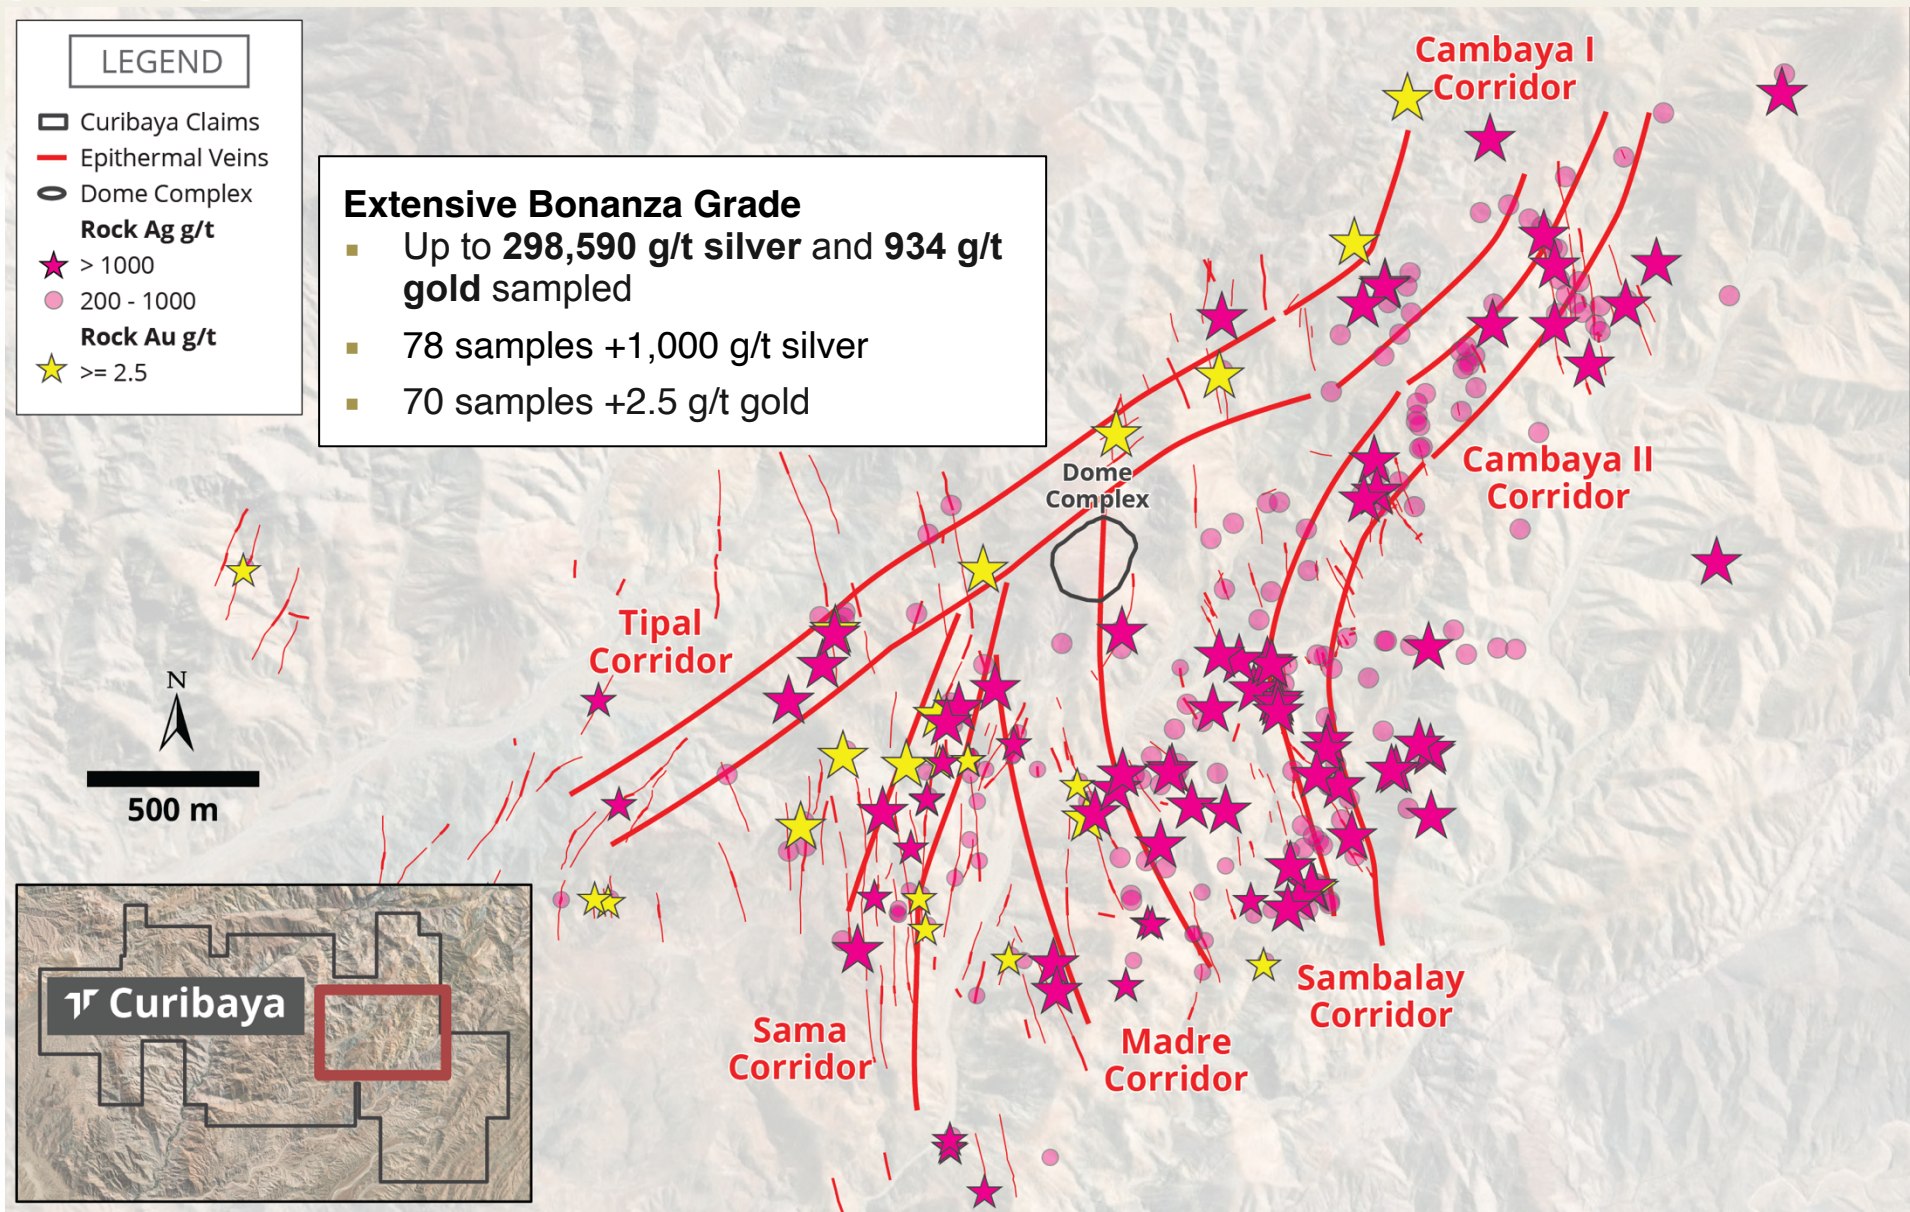 LEGEND
Curibaya Claims
Epithermal Veins
Dome Complex
Rock Ag g/t
> 1000
200 - 1000
Rock Au g/t
>= 2.5
Extensive Bonanza Grade
▪ Up to 298,590 g/t silver and 934 g/t
gold sampled
▪ 78 samples +1,000 g/t silver
▪ 70 samples +2.5 g/t gold
Cambaya I
Corridor
Cambaya II
Corridor
Dome
Complex
Tipal
Corridor
N
500 m
Curibaya
Sama
Corridor
Madre
Corridor
Sambalay
Corridor